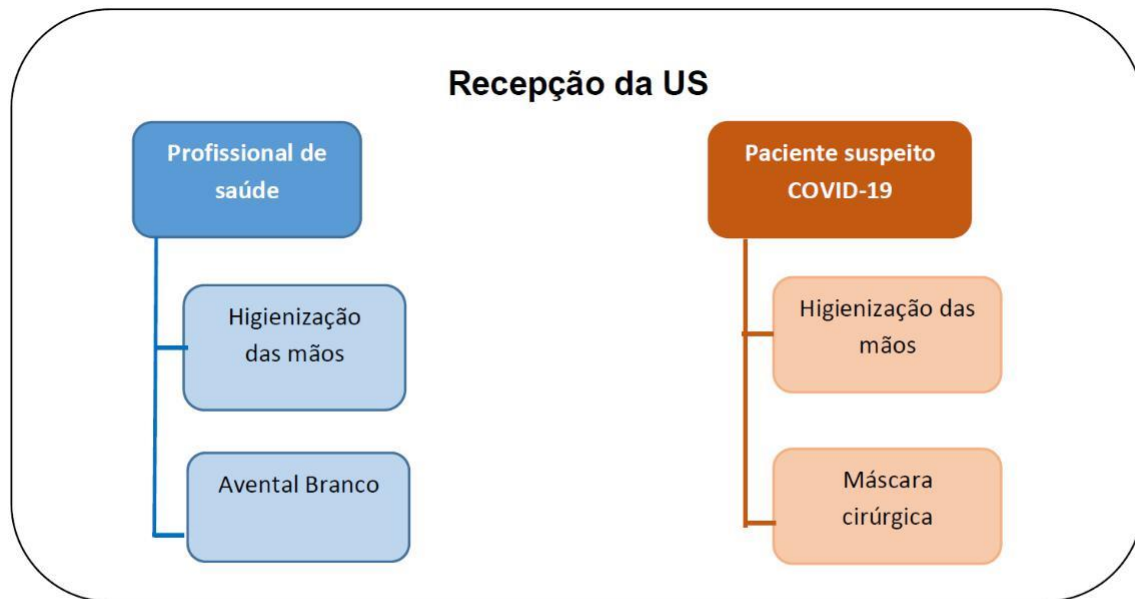 Recepção da US
Profissional de
saúde
Higienização
das mãos
Avental Branco
Paciente suspeito
COVID-19
Higienização das
mãos
Máscara
cirúrgica